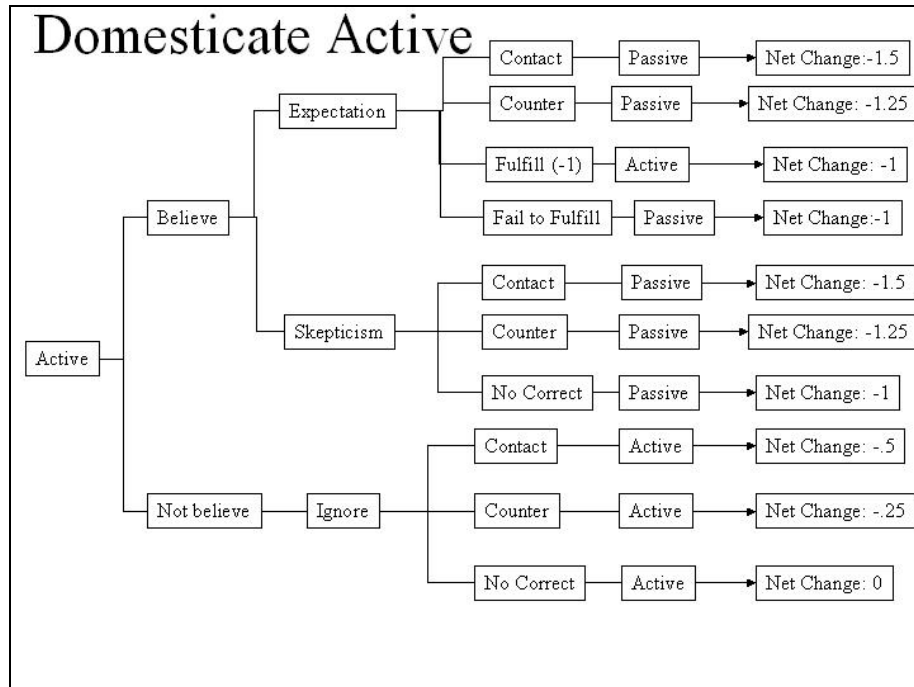 Domesticate Active
Contact Passive Net Change:-1.5
Counter Passive Net Change: -1.25
Expectation
Fulfill (-1) Active Net Change: -1
Believe
Fail to Fulfill Passive Net Change:-1
Contact Passive Net Change: -1.5
Skepticism Counter Passive Net Change: -1.25
Active
No Correct Passive Net Change: -1
Contact Active Net Change: -.5
Not believe Ignore Counter Active Net Change: -.25
No Correct Active Net Change: 0